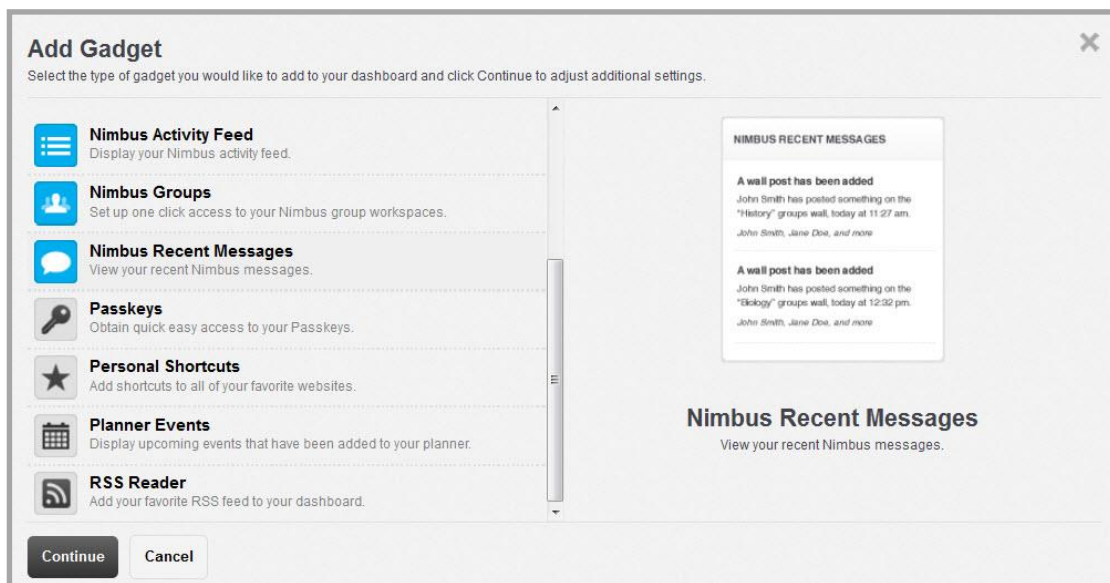 Add Gadget
Select the type of gadget you would like to add to your dashboard and click Continue to adjust additional settings.
Nimbus Activity Feed
Display your Nimbus activity feed.
Nimbus Groups
Set up one click access to your Nimbus group workspaces.
Nimbus Recent Messages
View your recent Nimbus messages.
Passkeys
Obtain quick easy access to your Passkeys.
Personal Shortcuts
Add shortcuts to all of your favorite websites.
Planner Events
Display upcoming events that have been added to your planner.
RSS Reader
Add your favorite RSS feed to your dashboard.
NIMBUS RECENT MESSAGES
A wall post has been added
John Smith has posted something on the
"History" groups wall, today at 11:27 am.
John Smith, Jane Doe, and more
A wall post has been added
John Smith has posted something on the
"Biology" groups wall, today at 12:32 pm.
John Smith, Jane Doe, and more
Nimbus Recent Messages
View your recent Nimbus messages.
Continue
Cancel